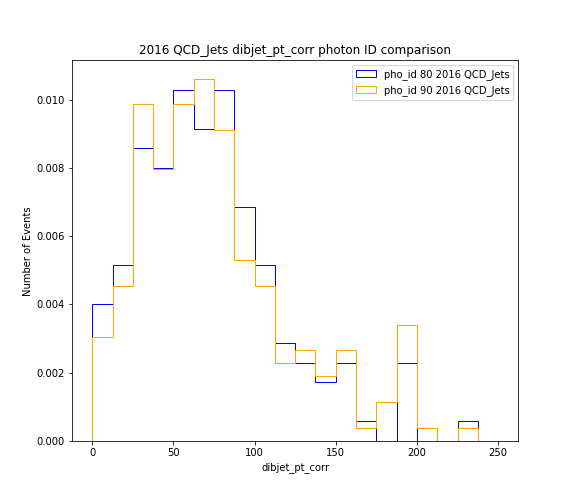 2016 QCD_Jets dibjet_pt_corr photon ID comparison
pho_id 80 2016 QCD_Jets
pho_id 90 2016 QCD_Jets
Number of Events
0.010
0.008
0.006
0.004
0.002
0.000
0 50 100 150 200 250
dibjet_pt_corr